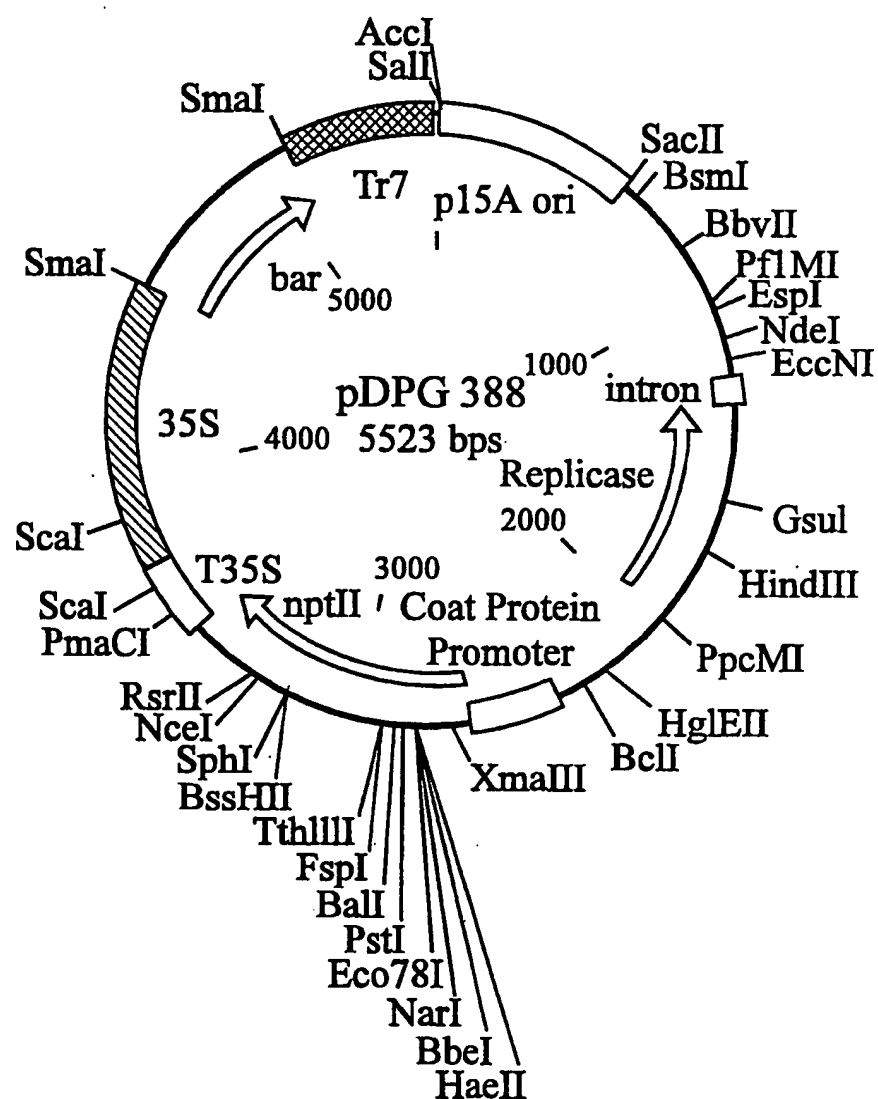 AccI
SalI
SmaI
SacII
BsmI
Tr7
p15A ori
BbvII
SmaI
bar
5000
Pf1MI
EspI
NdeI
EccNI
1000
intron
pDPG 388
5523 bps
35S
4000
Replicase
2000
GsuI
ScaI
T35S
3000
HindIII
ScaI
nptII
Coat Protein
Promoter
PmaCI
PpcMI
RsrII
NceI
HglEII
SphI
BclI
BssHII
XmaIII
TthlllI
FspI
BalI
PstI
Eco78I
NarI
BbeI
HaeII